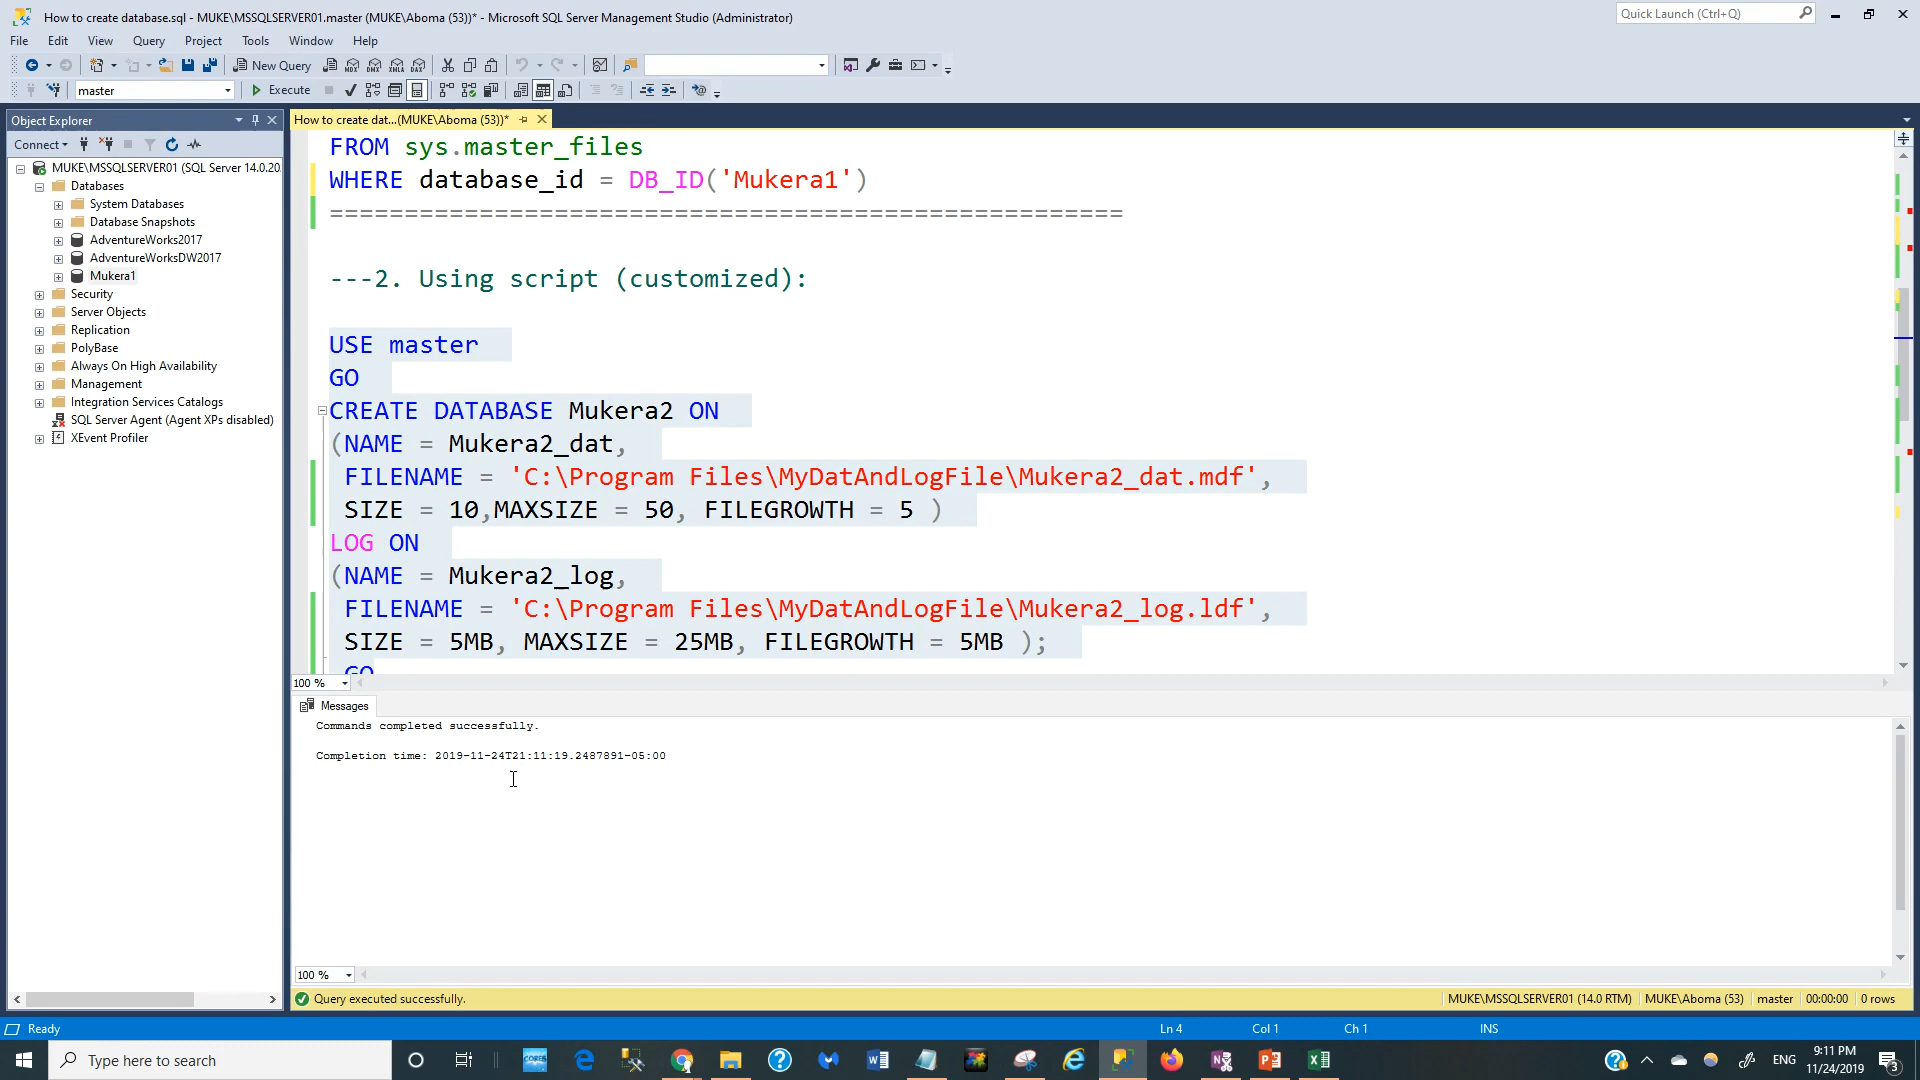 How to create database.sql - MUKE\MSSQLSERVER01.master (MUKE\Aboma (53))* - Microsoft SQL Server Management Studio (Administrator)
Quick Launch (Ctrl+Q)
File Edit View Query Project Tools Window Help
New Query
MDX DMX XMLA DAX
master
Execute
Object Explorer
How to create dat...(MUKE\Aboma (53))*
Connect
MUKE\MSSQLSERVER01 (SQL Server 14.0.20
Databases
System Databases
Database Snapshots
AdventureWorks2017
AdventureWorksDW2017
Mukera1
Security
Server Objects
Replication
PolyBase
Always On High Availability
Management
Integration Services Catalogs
SQL Server Agent (Agent XPs disabled)
XEvent Profiler
FROM sys.master_files
WHERE database_id = DB_ID('Mukera1')
=====================================================
---2. Using script (customized):
USE master
GO
CREATE DATABASE Mukera2 ON
(NAME = Mukera2_dat,
FILENAME = 'C:\Program Files\MyDatAndLogFile\Mukera2_dat.mdf',
SIZE = 10,MAXSIZE = 50, FILEGROWTH = 5 )
LOG ON
(NAME = Mukera2_log,
FILENAME = 'C:\Program Files\MyDatAndLogFile\Mukera2_log.ldf',
SIZE = 5MB, MAXSIZE = 25MB, FILEGROWTH = 5MB );
GO
100 %
Messages
Commands completed successfully.
Completion time: 2019-11-24T21:11:19.2487891-05:00
100 %
Query executed successfully.
MUKE\MSSQLSERVER01 (14.0 RTM) MUKE\Aboma (53) master 00:00:00 0 rows
Ready
Ln 4 Col 1 Ch 1 INS
Type here to search
ENG
9:11 PM
11/24/2019
3